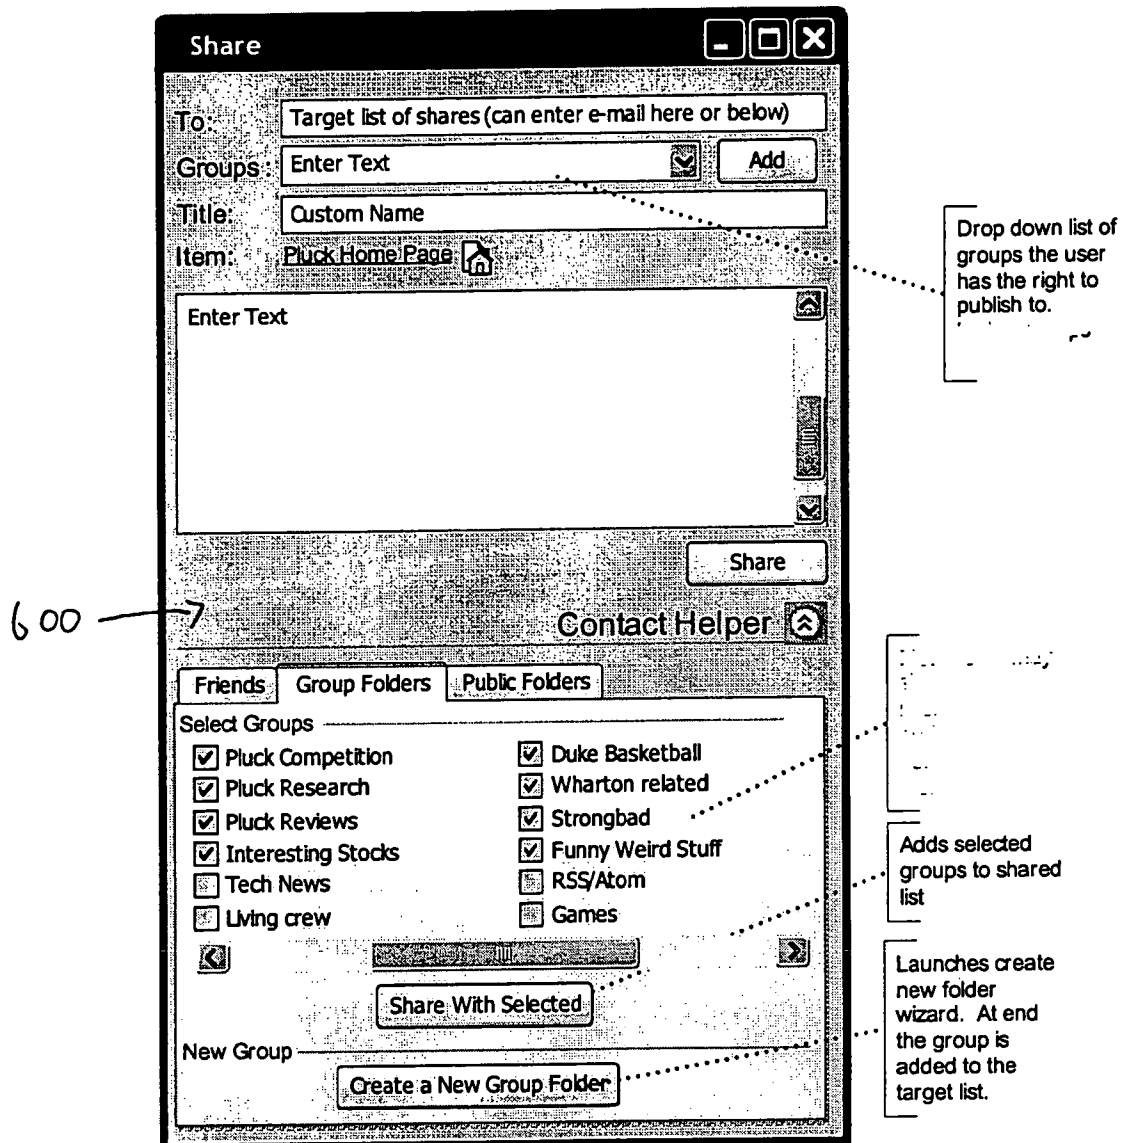 Share
To: Target list of shares (can enter e-mail here or below)
Groups: Enter Text Add
Title: Custom Name
Item: Pluck Home Page
Enter Text
Share
Contact Helper
Friends Group Folders Public Folders
Select Groups
Pluck Competition Duke Basketball
Pluck Research Wharton related
Pluck Reviews Strongbad
Interesting Stocks Funny Weird Stuff
Tech News RSS/Atom
Living crew Games
Share With Selected
New Group
Create a New Group Folder
600
Drop down list of
groups the user
has the right to
publish to.
Adds selected
groups to shared
list
Launches create
new folder
wizard. At end
the group is
added to the
target list.